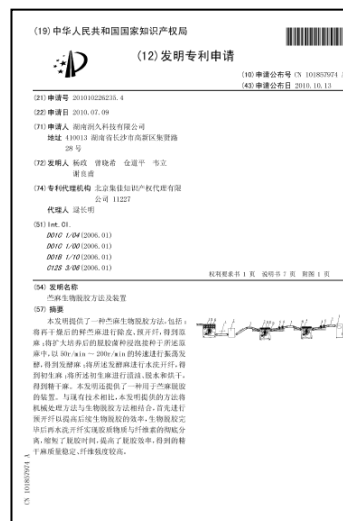 (19) 中华人民共和国国家知识产权局
(12) 发明专利申请
(10) 申请公布号 CN 101857974
(43) 申请公布日 2010.10.13
(21) 申请号 201010226235.4
(22) 申请日 2010.07.09
(71) 申请人 湖南润久科技有限公司
地址 410013 湖南省长沙市高新区麓景路
28号
(72) 发明人 杨政 曾晓希 仓道平 韦立
谢良甫
(74) 专利代理机构 北京集佳知识产权代理有限公
司 11227
代理人 逯长明
(51) Int. Cl.
D01C 1/04(2006.01)
D01C 1/00(2006.01)
D01B 1/10(2006.01)
C12S 3/06(2006.01)
权利要求书 1 页 说明书 7 页 附图 1 页
(54) 发明名称
苎麻生物脱胶方法及装置
(57) 摘要
本发明提供了一种苎麻生物脱胶方法,包括:
将再干燥后的鲜苎麻进行除皮、预开纤,得到原
麻;将扩大培养后的脱胶菌种浸泡接种于所述原
麻中,以 50r/min ~ 200r/min 的转速进行振荡发
酵,得到发酵麻;将所述发酵麻进行水洗开纤,得
到初生麻;将所述初生麻进行渍油、脱水和烘干,
得到精干麻。本发明还提供了一种用于苎麻脱胶
的装置。与现有技术相比,本发明提供的方法将
机械处理方法与生物脱胶方法相结合,首先进行
预开纤以提高后续生物脱胶的效率,生物脱胶完
毕后再水洗开纤实现胶质物质与纤维素的彻底分
离,缩短了脱胶时间,提高了脱胶效率,得到的精
干麻质量稳定,纤维强度较高。
CN 101857974 A